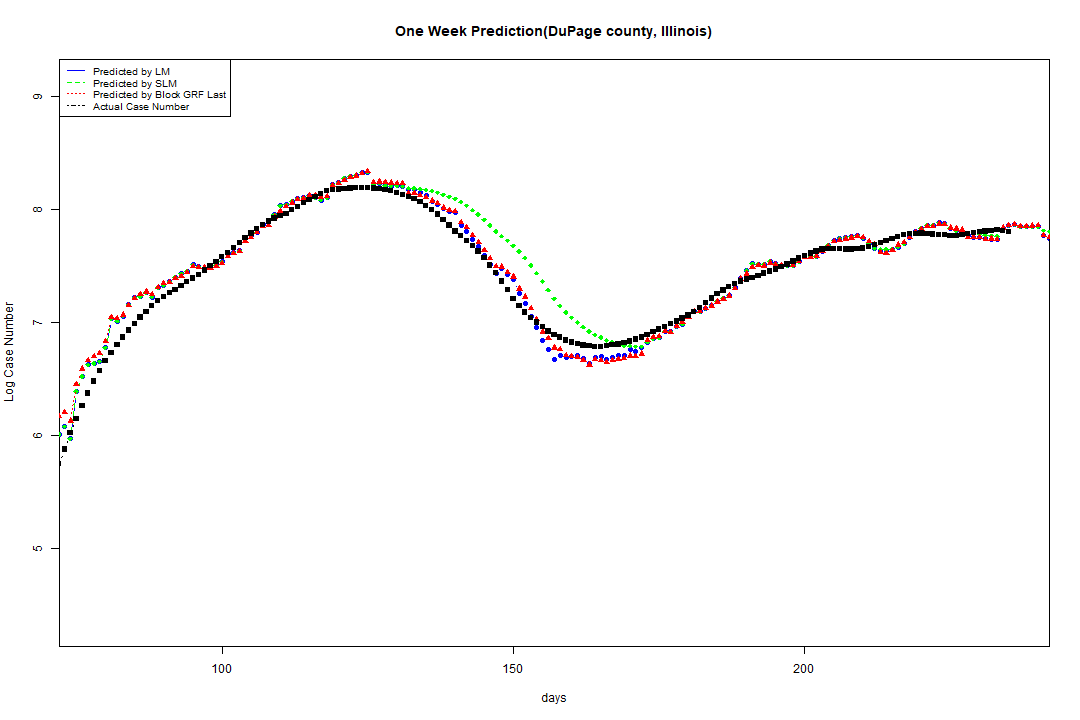 One Week Prediction(DuPage county, Illinois)
Predicted by LM
Predicted by SLM
Predicted by Block GRF Last
Actual Case Number
9
8
7
6
5
Log Case Number
100
150
200
days